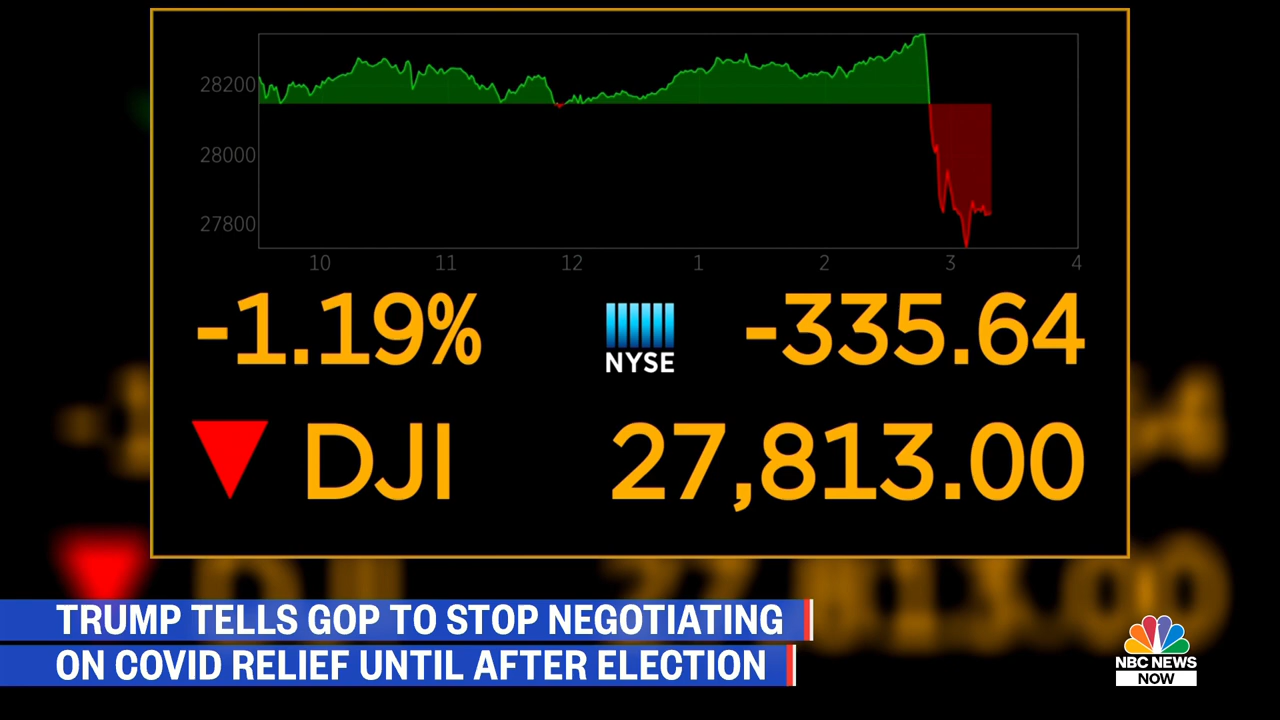 28200
28000
27800
10 11 12 1 2 3 4
-1.19% NYSE -335.64
DJI 27,813.00
TRUMP TELLS GOP TO STOP NEGOTIATING
ON COVID RELIEF UNTIL AFTER ELECTION
NBC NEWS
NOW